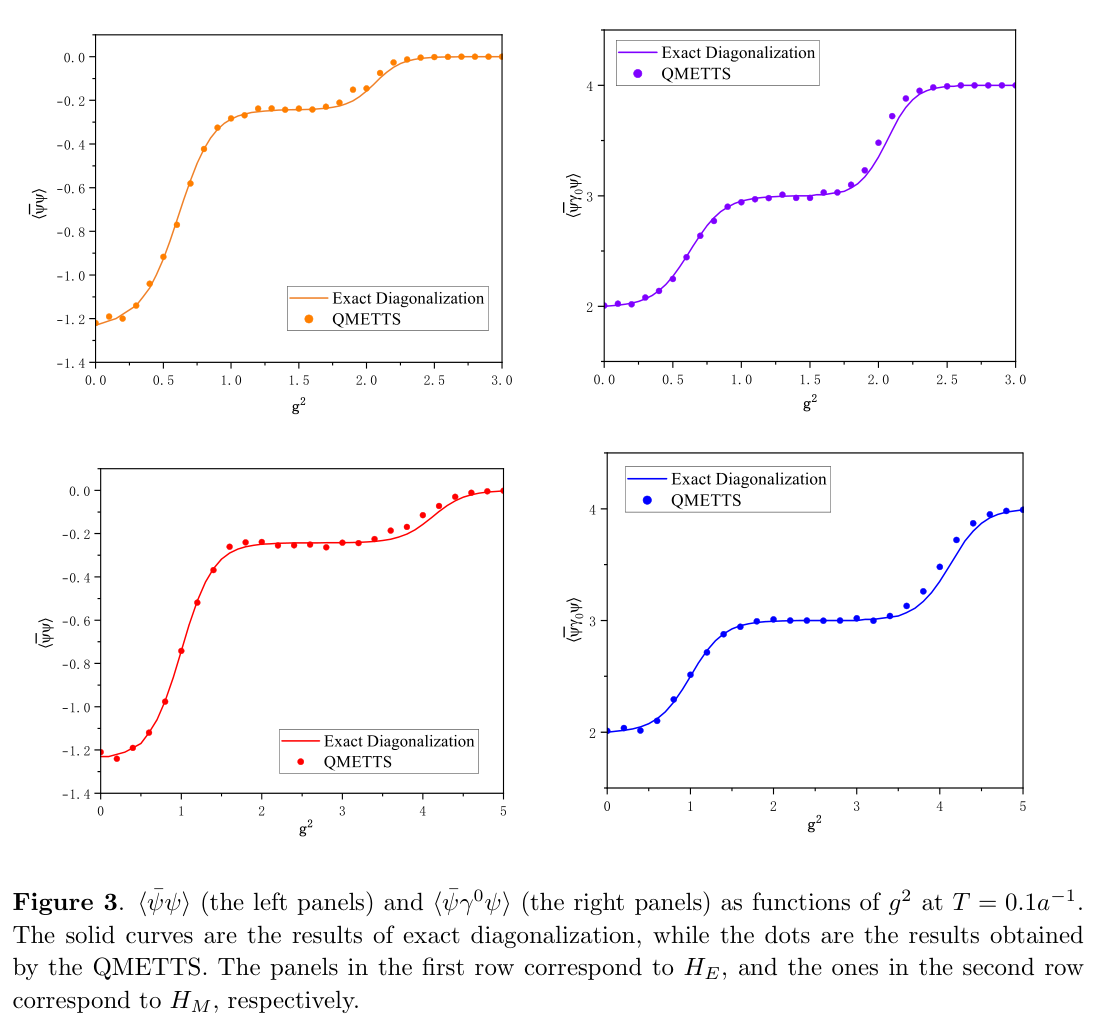 0.0
-0.2
-0.4
-0.6
-0.8
-1.0
-1.2
-1.4
⟨ψ̅ψ⟩
Exact Diagonalization
QMETTS
0.0 0.5 1.0 1.5 2.0 2.5 3.0
g²
4
3
2
⟨ψ̅γ₀ψ⟩
Exact Diagonalization
QMETTS
0.0 0.5 1.0 1.5 2.0 2.5 3.0
g²
0.0
-0.2
-0.4
-0.6
-0.8
-1.0
-1.2
-1.4
⟨ψ̅ψ⟩
Exact Diagonalization
QMETTS
0 1 2 3 4 5
g²
4
3
2
⟨ψ̅γ₀ψ⟩
Exact Diagonalization
QMETTS
0 1 2 3 4 5
g²
Figure 3. ⟨ψ̄ψ⟩ (the left panels) and ⟨ψ̄γ⁰ψ⟩ (the right panels) as functions of g² at T = 0.1a⁻¹.
The solid curves are the results of exact diagonalization, while the dots are the results obtained
by the QMETTS. The panels in the first row correspond to H_E, and the ones in the second row
correspond to H_M, respectively.